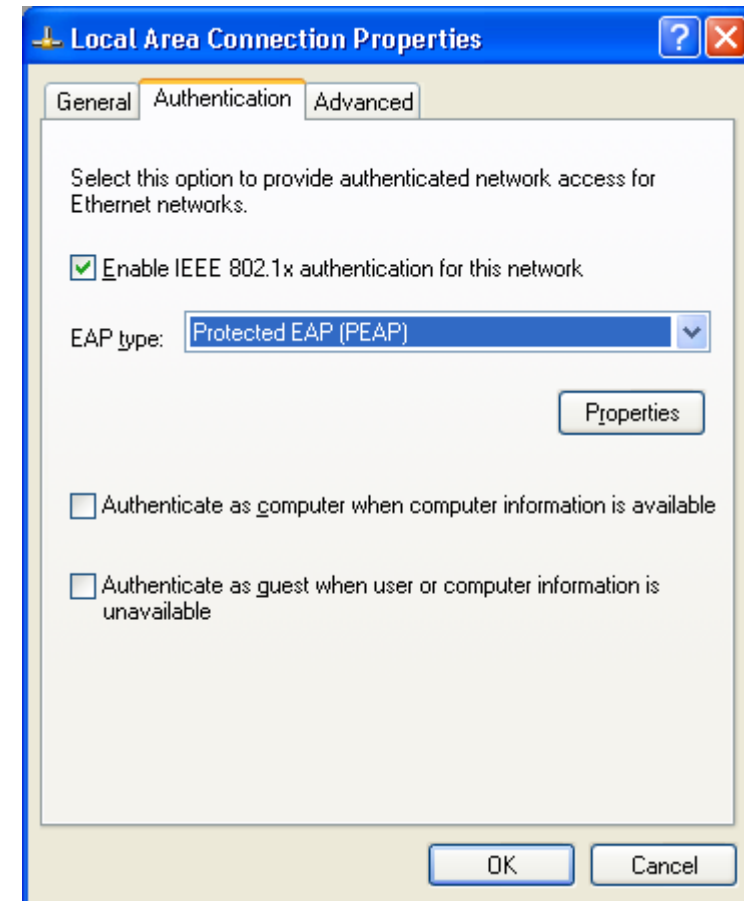 Local Area Connection Properties
General Authentication Advanced
Select this option to provide authenticated network access for
Ethernet networks.
Enable IEEE 802.1x authentication for this network
EAP type: Protected EAP (PEAP)
Properties
Authenticate as computer when computer information is available
Authenticate as guest when user or computer information is
unavailable
OK Cancel